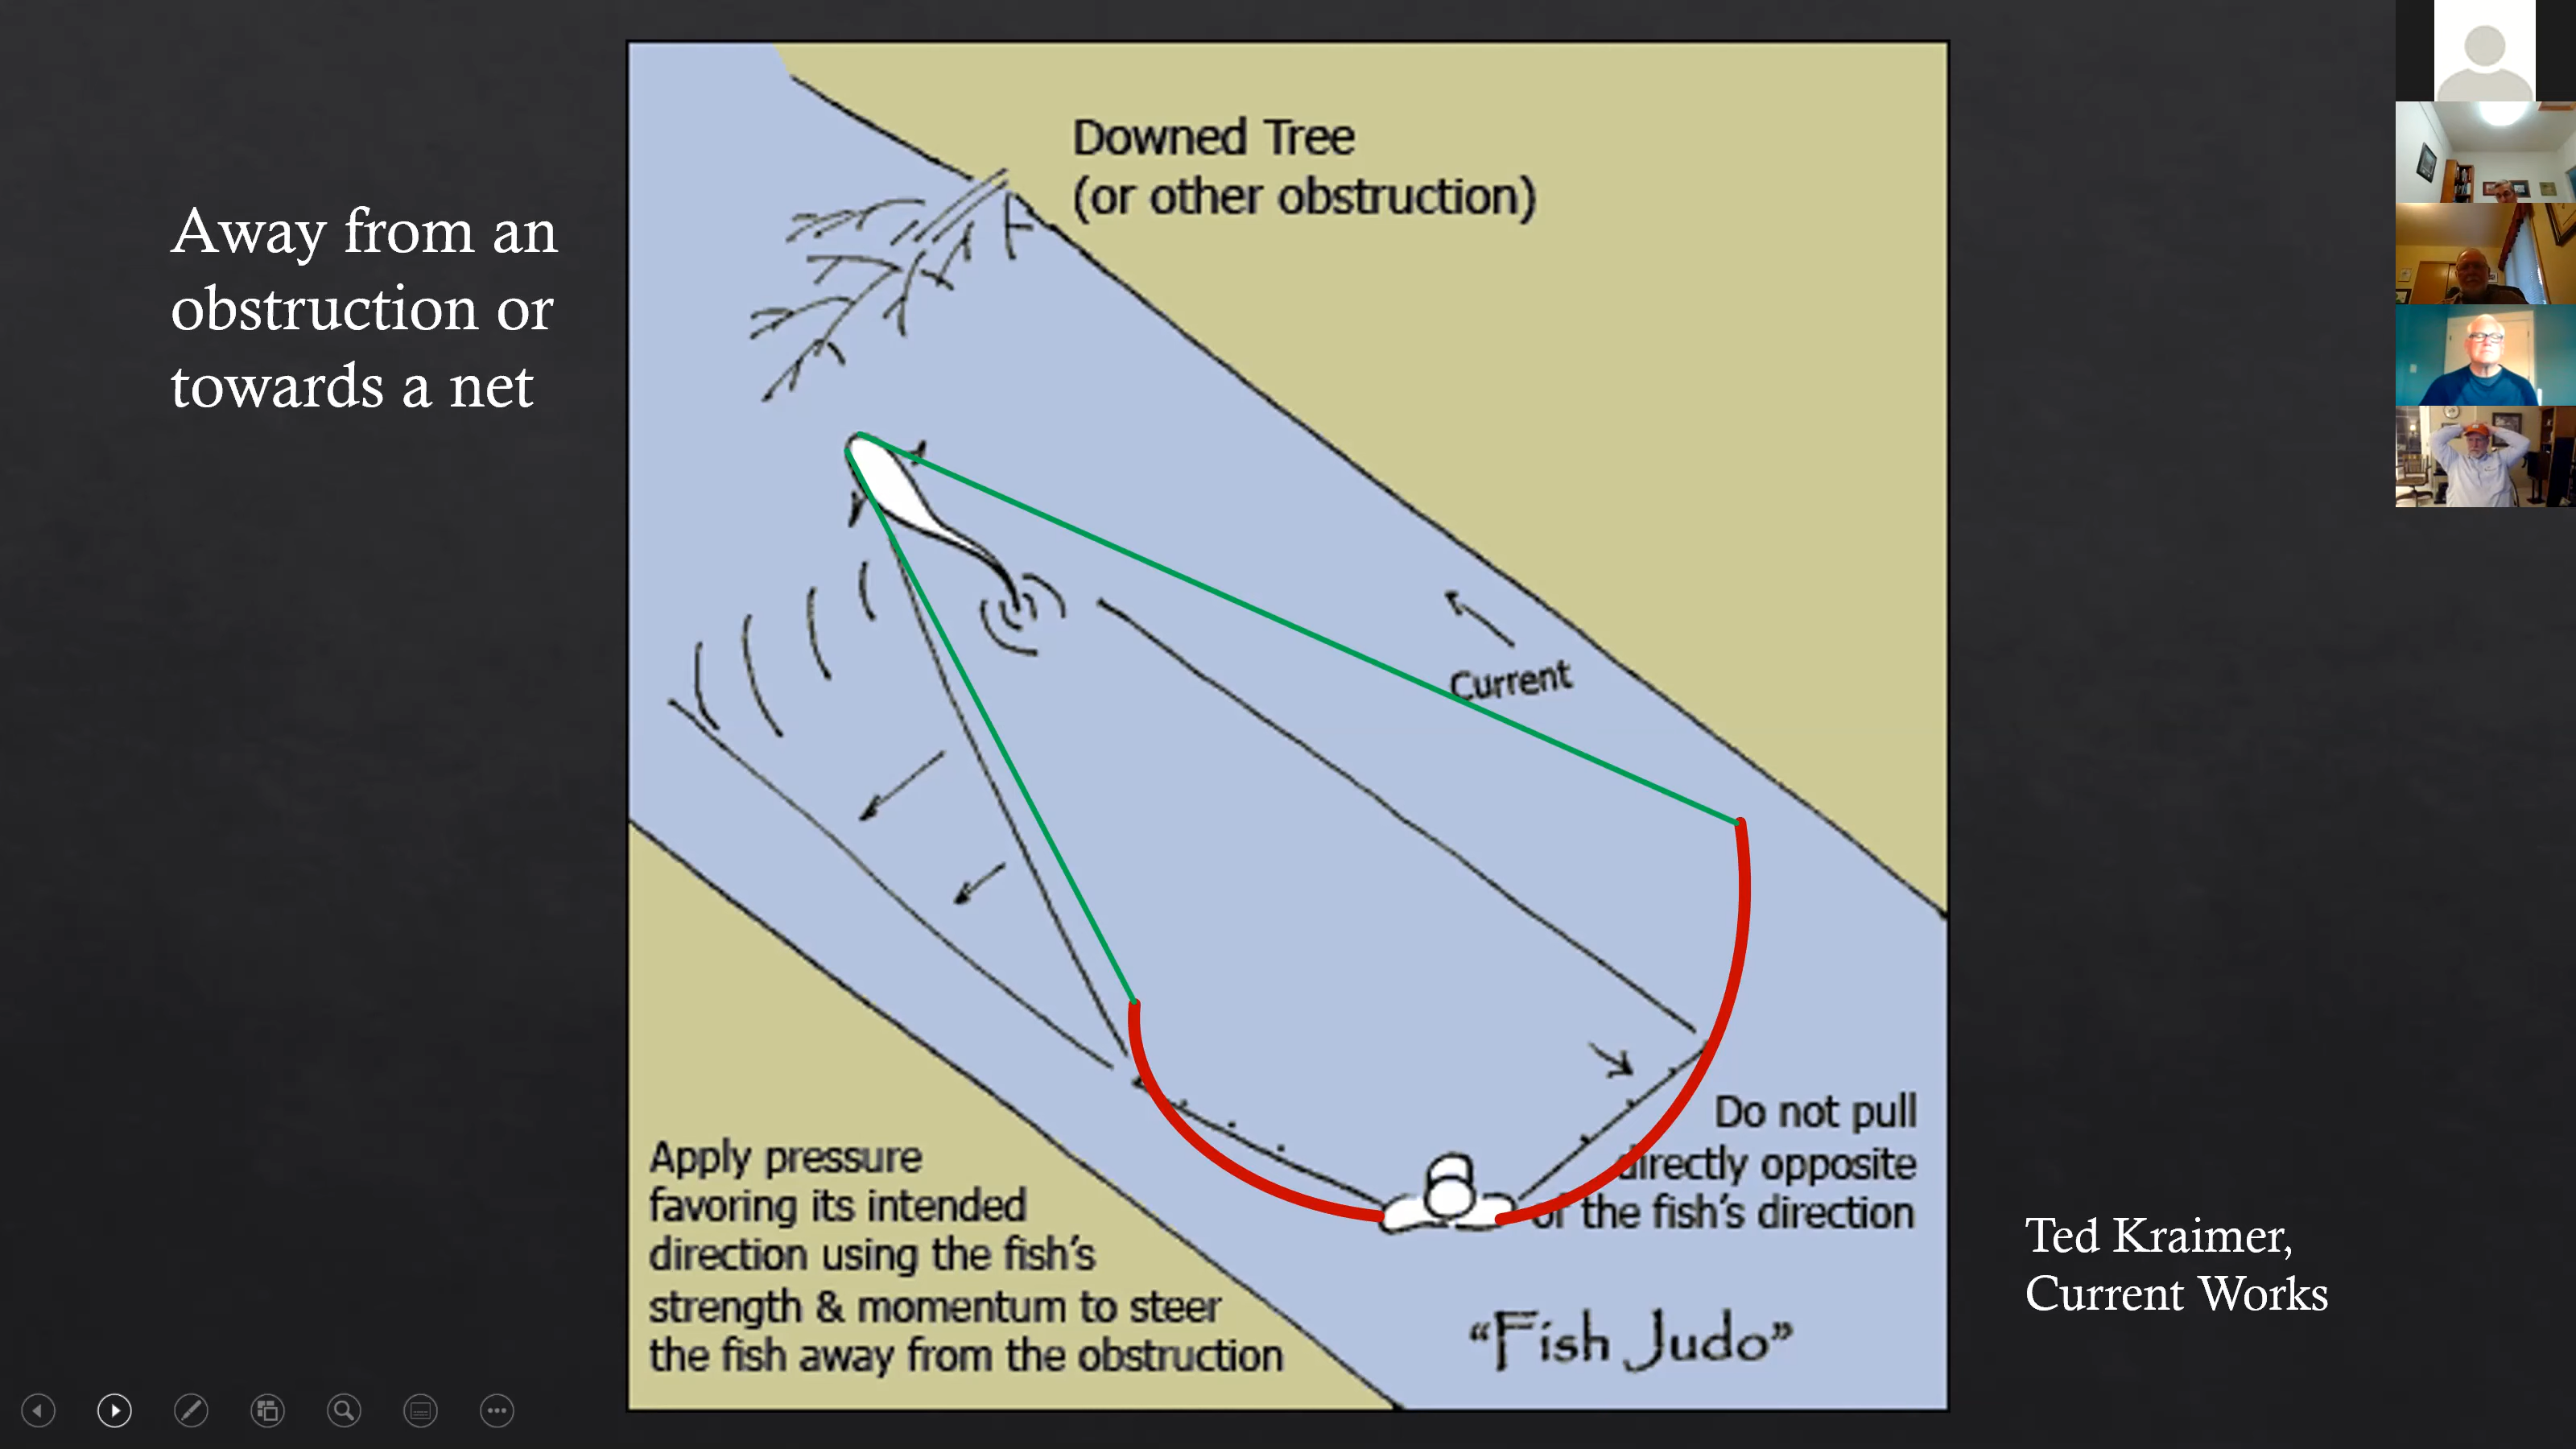 Away from an
obstruction or
towards a net
Downed Tree
(or other obstruction)
Current
Do not pull
directly opposite
of the fish's direction
Apply pressure
favoring its intended
direction using the fish's
strength & momentum to steer
the fish away from the obstruction
"Fish Judo"
Ted Kraimer,
Current Works